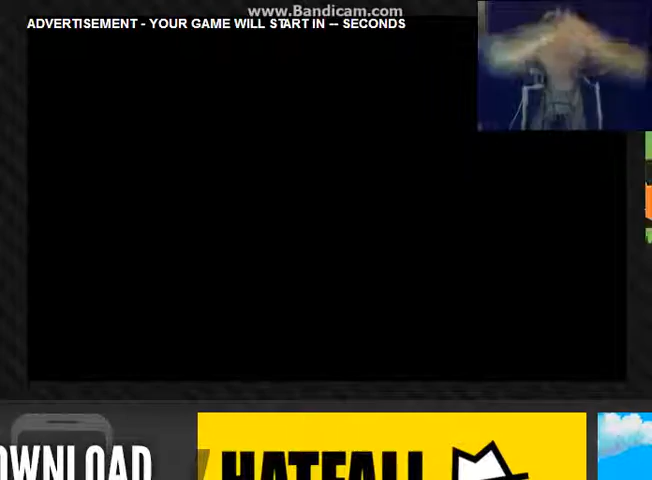 www.Bandicam.com
ADVERTISEMENT - YOUR GAME WILL START IN -- SECONDS
OWNLOAD
HATFALL